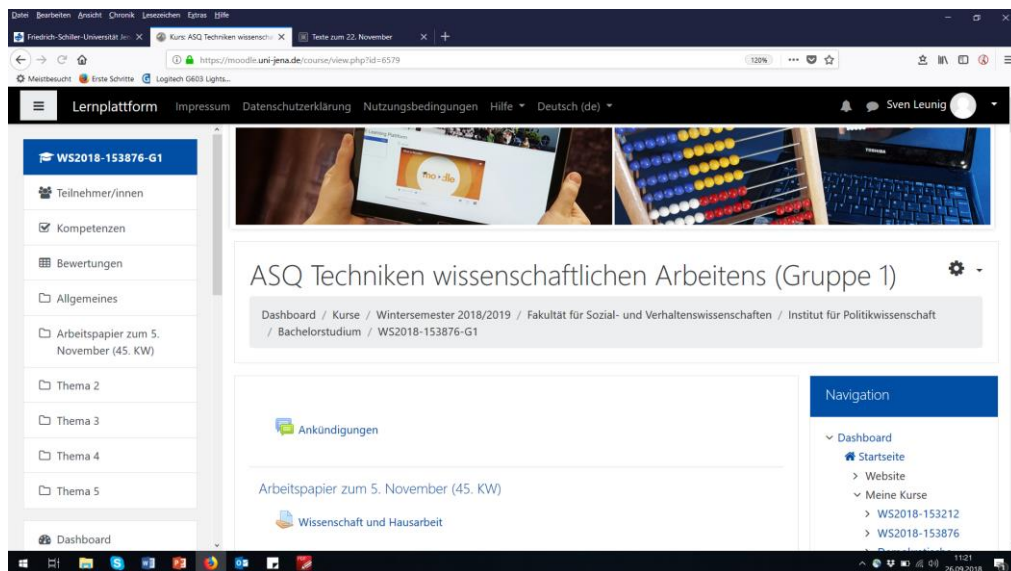 Datei Bearbeiten Ansicht Chronik Lesezeichen Extras Hilfe
Friedrich-Schiller-Universität Jen
Kurs: ASQ Techniken wissenscha
Texte zum 22. November
https://moodle.uni-jena.de/course/view.php?id=6579
120%
Meistbesucht Erste Schritte Logitech G603 Lights...
Lernplattform Impressum Datenschutzerklärung Nutzungsbedingungen Hilfe Deutsch (de) Sven Leunig
WS2018-153876-G1
Teilnehmer/innen
Kompetenzen
Bewertungen
Allgemeines
Arbeitspapier zum 5.
November (45. KW)
Thema 2
Thema 3
Thema 4
Thema 5
Dashboard
Learning Platform
moodle
TOSHIBA
ASQ Techniken wissenschaftlichen Arbeitens (Gruppe 1)
Dashboard / Kurse / Wintersemester 2018/2019 / Fakultät für Sozial- und Verhaltenswissenschaften / Institut für Politikwissenschaft
/ Bachelorstudium / WS2018-153876-G1
Ankündigungen
Arbeitspapier zum 5. November (45. KW)
Wissenschaft und Hausarbeit
Navigation
Dashboard
Startseite
Website
Meine Kurse
WS2018-153212
WS2018-153876
11:21
26.09.2018